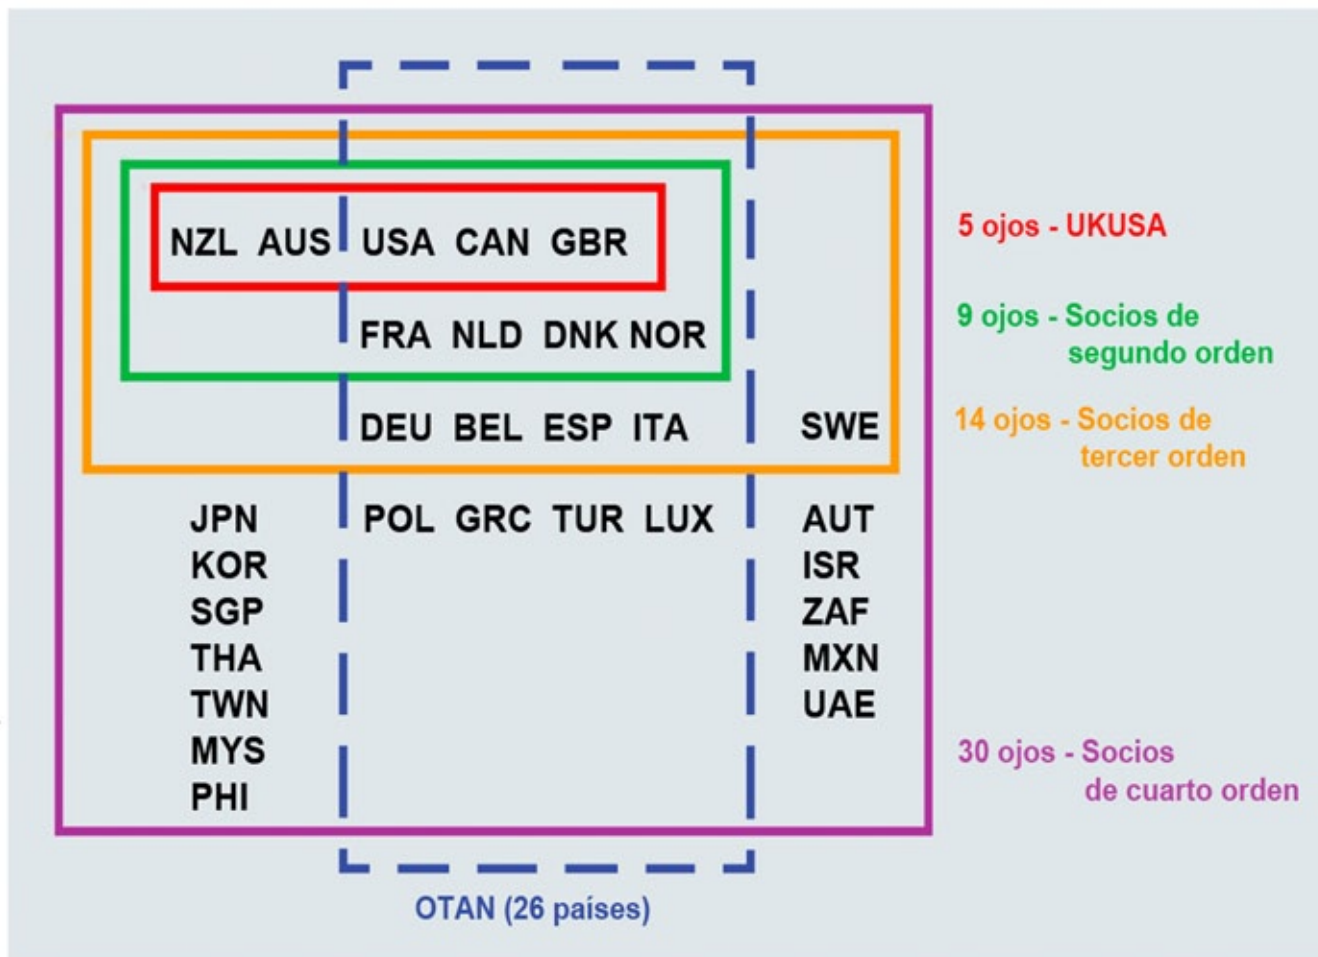 NZL AUS USA CAN GBR
FRA NLD DNK NOR
DEU BEL ESP ITA SWE
JPN POL GRC TUR LUX AUT
KOR ISR
SGP ZAF
THA MXN
TWN UAE
MYS
PHI
5 ojos - UKUSA
9 ojos - Socios de
segundo orden
14 ojos - Socios de
tercer orden
30 ojos - Socios
de cuarto orden
OTAN (26 países)